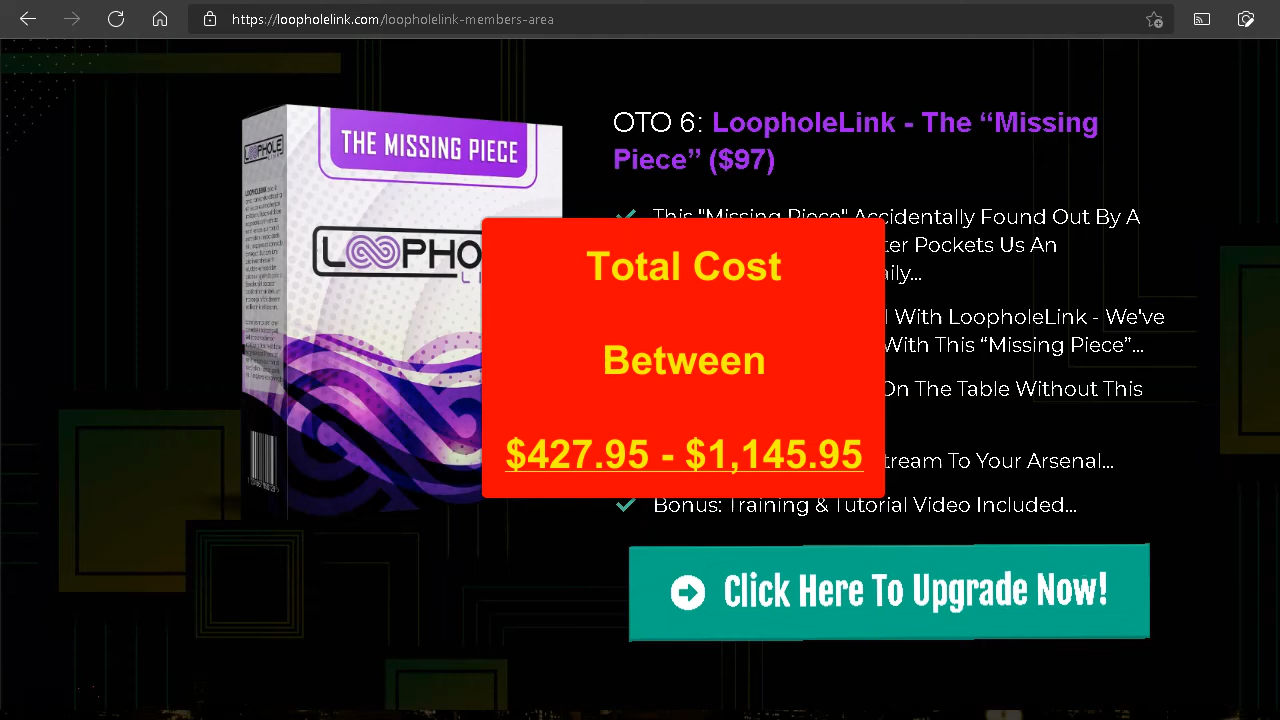 https://loopholelink.com/loopholelink-members-area
THE MISSING PIECE
LOOPHOLE
LOOPHO
OTO 6: LoopholeLink - The “Missing
Piece” ($97)
This "Missing Piece" Accidentally Found Out By A
ter Pockets Us An
aily...
l With LoopholeLink - We've
With This “Missing Piece”...
On The Table Without This
tream To Your Arsenal...
Bonus: Training & Tutorial Video Included...
Total Cost
Between
$427.95 - $1,145.95
Click Here To Upgrade Now!